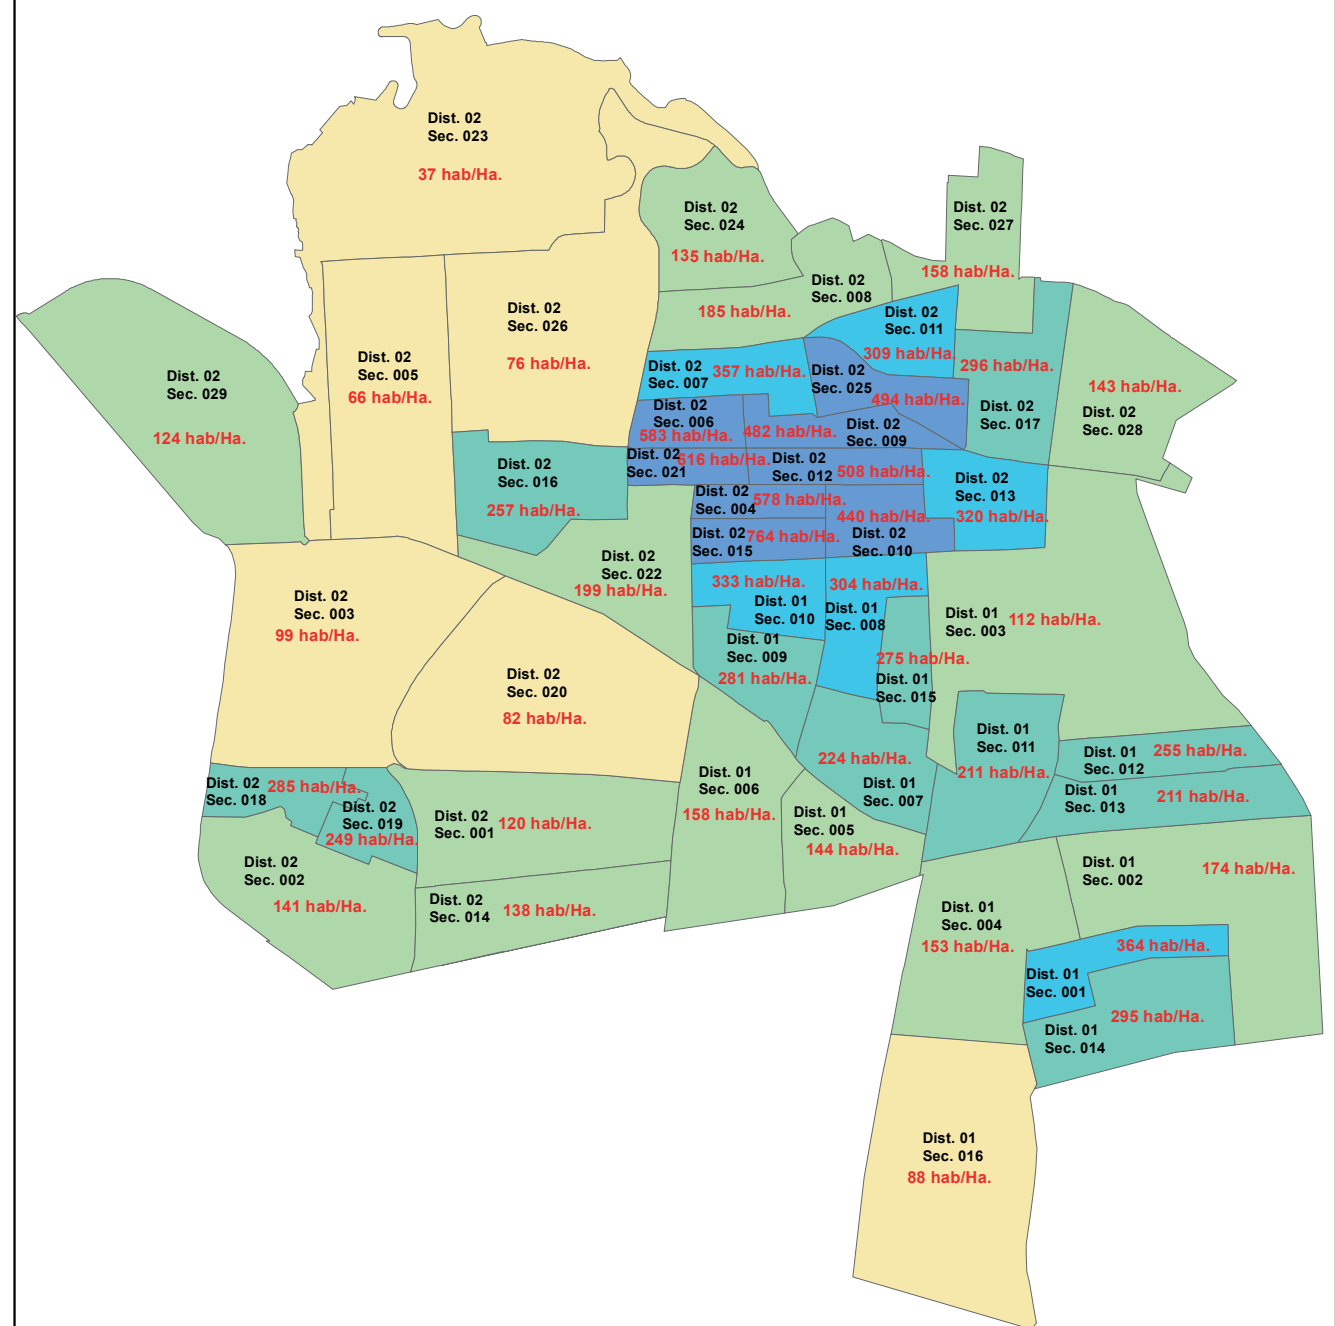 Dist. 02
Sec. 023
37 hab/Ha.
Dist. 02
Sec. 024
135 hab/Ha.
Dist. 02
Sec. 027
158 hab/Ha.
Dist. 02
Sec. 008
185 hab/Ha.
Dist. 02
Sec. 026
76 hab/Ha.
Dist. 02
Sec. 011
309 hab/Ha.
Dist. 02
Sec. 005
66 hab/Ha.
Dist. 02
Sec. 029
124 hab/Ha.
Dist. 02
Sec. 007
357 hab/Ha.
Dist. 02
Sec. 025
494 hab/Ha.
296 hab/Ha.
Dist. 02
Sec. 017
143 hab/Ha.
Dist. 02
Sec. 028
Dist. 02
Sec. 006
583 hab/Ha.
482 hab/Ha.
Dist. 02
Sec. 009
Dist. 02
Sec. 021
616 hab/Ha.
Dist. 02
Sec. 012
508 hab/Ha.
Dist. 02
Sec. 016
257 hab/Ha.
Dist. 02
Sec. 004
578 hab/Ha.
440 hab/Ha.
Dist. 02
Sec. 010
Dist. 02
Sec. 013
320 hab/Ha.
Dist. 02
Sec. 015
764 hab/Ha.
Dist. 02
Sec. 022
199 hab/Ha.
Dist. 02
Sec. 003
99 hab/Ha.
333 hab/Ha.
Dist. 01
Sec. 010
304 hab/Ha.
Dist. 01
Sec. 008
Dist. 01
Sec. 003
112 hab/Ha.
Dist. 01
Sec. 009
281 hab/Ha.
275 hab/Ha.
Dist. 01
Sec. 015
Dist. 02
Sec. 020
82 hab/Ha.
Dist. 01
Sec. 011
211 hab/Ha.
Dist. 01
Sec. 012
255 hab/Ha.
224 hab/Ha.
Dist. 01
Sec. 007
Dist. 01
Sec. 006
158 hab/Ha.
Dist. 02
Sec. 018
285 hab/Ha.
Dist. 01
Sec. 013
211 hab/Ha.
Dist. 02
Sec. 019
249 hab/Ha.
Dist. 02
Sec. 001
120 hab/Ha.
Dist. 01
Sec. 005
144 hab/Ha.
Dist. 02
Sec. 002
141 hab/Ha.
Dist. 01
Sec. 002
174 hab/Ha.
Dist. 02
Sec. 014
138 hab/Ha.
Dist. 01
Sec. 004
153 hab/Ha.
364 hab/Ha.
Dist. 01
Sec. 001
295 hab/Ha.
Dist. 01
Sec. 014
Dist. 01
Sec. 016
88 hab/Ha.